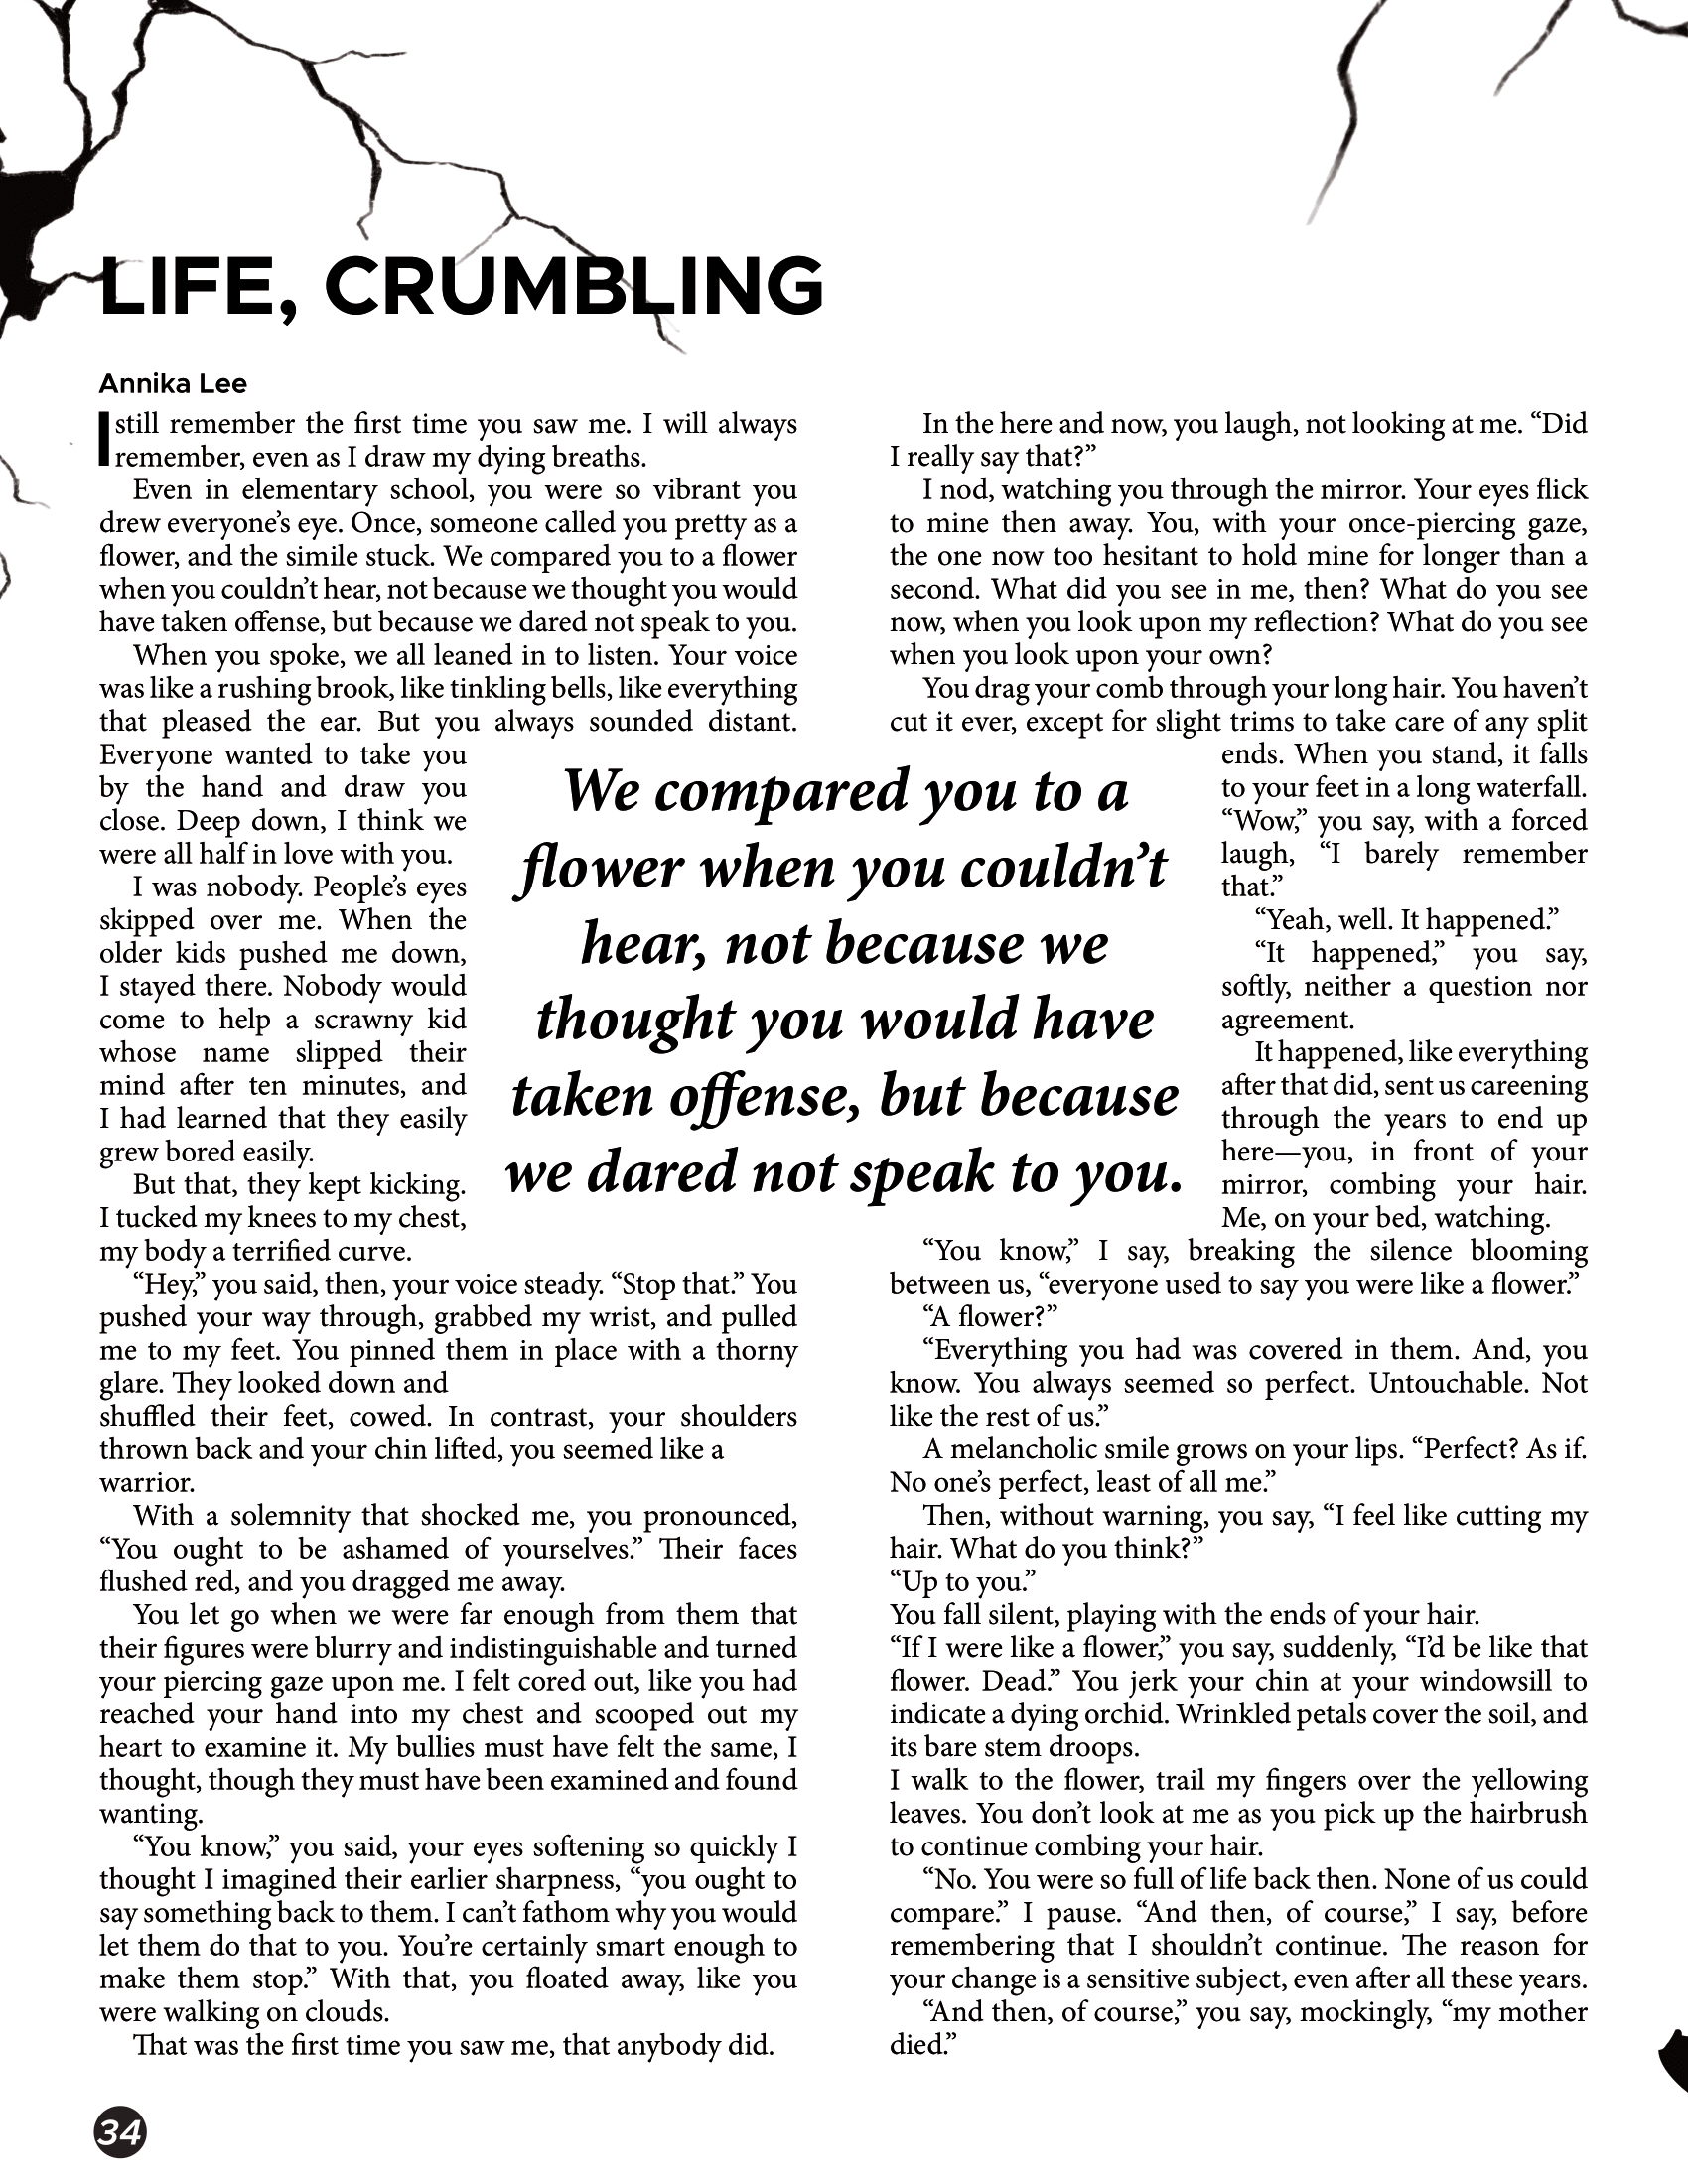 LIFE, CRUMBLING
Annika Lee
I still remember the first time you saw me. I will always
remember, even as I draw my dying breaths.
Even in elementary school, you were so vibrant you
drew everyone’s eye. Once, someone called you pretty as a
flower, and the simile stuck. We compared you to a flower
when you couldn’t hear, not because we thought you would
have taken offense, but because we dared not speak to you.
When you spoke, we all leaned in to listen. Your voice
was like a rushing brook, like tinkling bells, like everything
that pleased the ear. But you always sounded distant.
Everyone wanted to take you
by the hand and draw you
close. Deep down, I think we
were all half in love with you.
I was nobody. People’s eyes
skipped over me. When the
older kids pushed me down,
I stayed there. Nobody would
come to help a scrawny kid
whose name slipped their
mind after ten minutes, and
I had learned that they easily
grew bored easily.
But that, they kept kicking.
I tucked my knees to my chest,
my body a terrified curve.
“Hey,” you said, then, your voice steady. “Stop that.” You
pushed your way through, grabbed my wrist, and pulled
me to my feet. You pinned them in place with a thorny
glare. They looked down and
shuffled their feet, cowed. In contrast, your shoulders
thrown back and your chin lifted, you seemed like a
warrior.
With a solemnity that shocked me, you pronounced,
“You ought to be ashamed of yourselves.” Their faces
flushed red, and you dragged me away.
You let go when we were far enough from them that
their figures were blurry and indistinguishable and turned
your piercing gaze upon me. I felt cored out, like you had
reached your hand into my chest and scooped out my
heart to examine it. My bullies must have felt the same, I
thought, though they must have been examined and found
wanting.
“You know,” you said, your eyes softening so quickly I
thought I imagined their earlier sharpness, “you ought to
say something back to them. I can’t fathom why you would
let them do that to you. You’re certainly smart enough to
make them stop.” With that, you floated away, like you
were walking on clouds.
That was the first time you saw me, that anybody did.
We compared you to a
flower when you couldn’t
hear, not because we
thought you would have
taken offense, but because
we dared not speak to you.
In the here and now, you laugh, not looking at me. “Did
I really say that?”
I nod, watching you through the mirror. Your eyes flick
to mine then away. You, with your once-piercing gaze,
the one now too hesitant to hold mine for longer than a
second. What did you see in me, then? What do you see
now, when you look upon my reflection? What do you see
when you look upon your own?
You drag your comb through your long hair. You haven’t
cut it ever, except for slight trims to take care of any split
ends. When you stand, it falls
to your feet in a long waterfall.
“Wow,” you say, with a forced
laugh, “I barely remember
that.”
“Yeah, well. It happened.”
“It happened,” you say,
softly, neither a question nor
agreement.
It happened, like everything
after that did, sent us careening
through the years to end up
here—you, in front of your
mirror, combing your hair.
Me, on your bed, watching.
“You know,” I say, breaking the silence blooming
between us, “everyone used to say you were like a flower.”
“A flower?”
“Everything you had was covered in them. And, you
know. You always seemed so perfect. Untouchable. Not
like the rest of us.”
A melancholic smile grows on your lips. “Perfect? As if.
No one’s perfect, least of all me.”
Then, without warning, you say, “I feel like cutting my
hair. What do you think?”
“Up to you.”
You fall silent, playing with the ends of your hair.
“If I were like a flower,” you say, suddenly, “I’d be like that
flower. Dead.” You jerk your chin at your windowsill to
indicate a dying orchid. Wrinkled petals cover the soil, and
its bare stem droops.
I walk to the flower, trail my fingers over the yellowing
leaves. You don’t look at me as you pick up the hairbrush
to continue combing your hair.
“No. You were so full of life back then. None of us could
compare.” I pause. “And then, of course,” I say, before
remembering that I shouldn’t continue. The reason for
your change is a sensitive subject, even after all these years.
“And then, of course,” you say, mockingly, “my mother
died.”
34